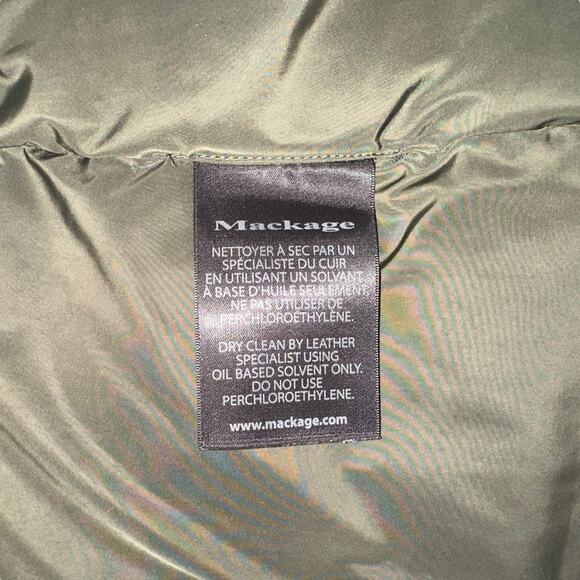 Mackage
NETTOYER À SEC PAR UN
SPÉCIALISTE DU CUIR
EN UTILISANT UN SOLVANT
À BASE D'HUILE SEULEMENT
NE PAS UTILISER DE
PERCHLOROÉTHYLÈNE.
DRY CLEAN BY LEATHER
SPECIALIST USING
OIL BASED SOLVENT ONLY.
DO NOT USE
PERCHLOROETHYLENE.
www.mackage.com